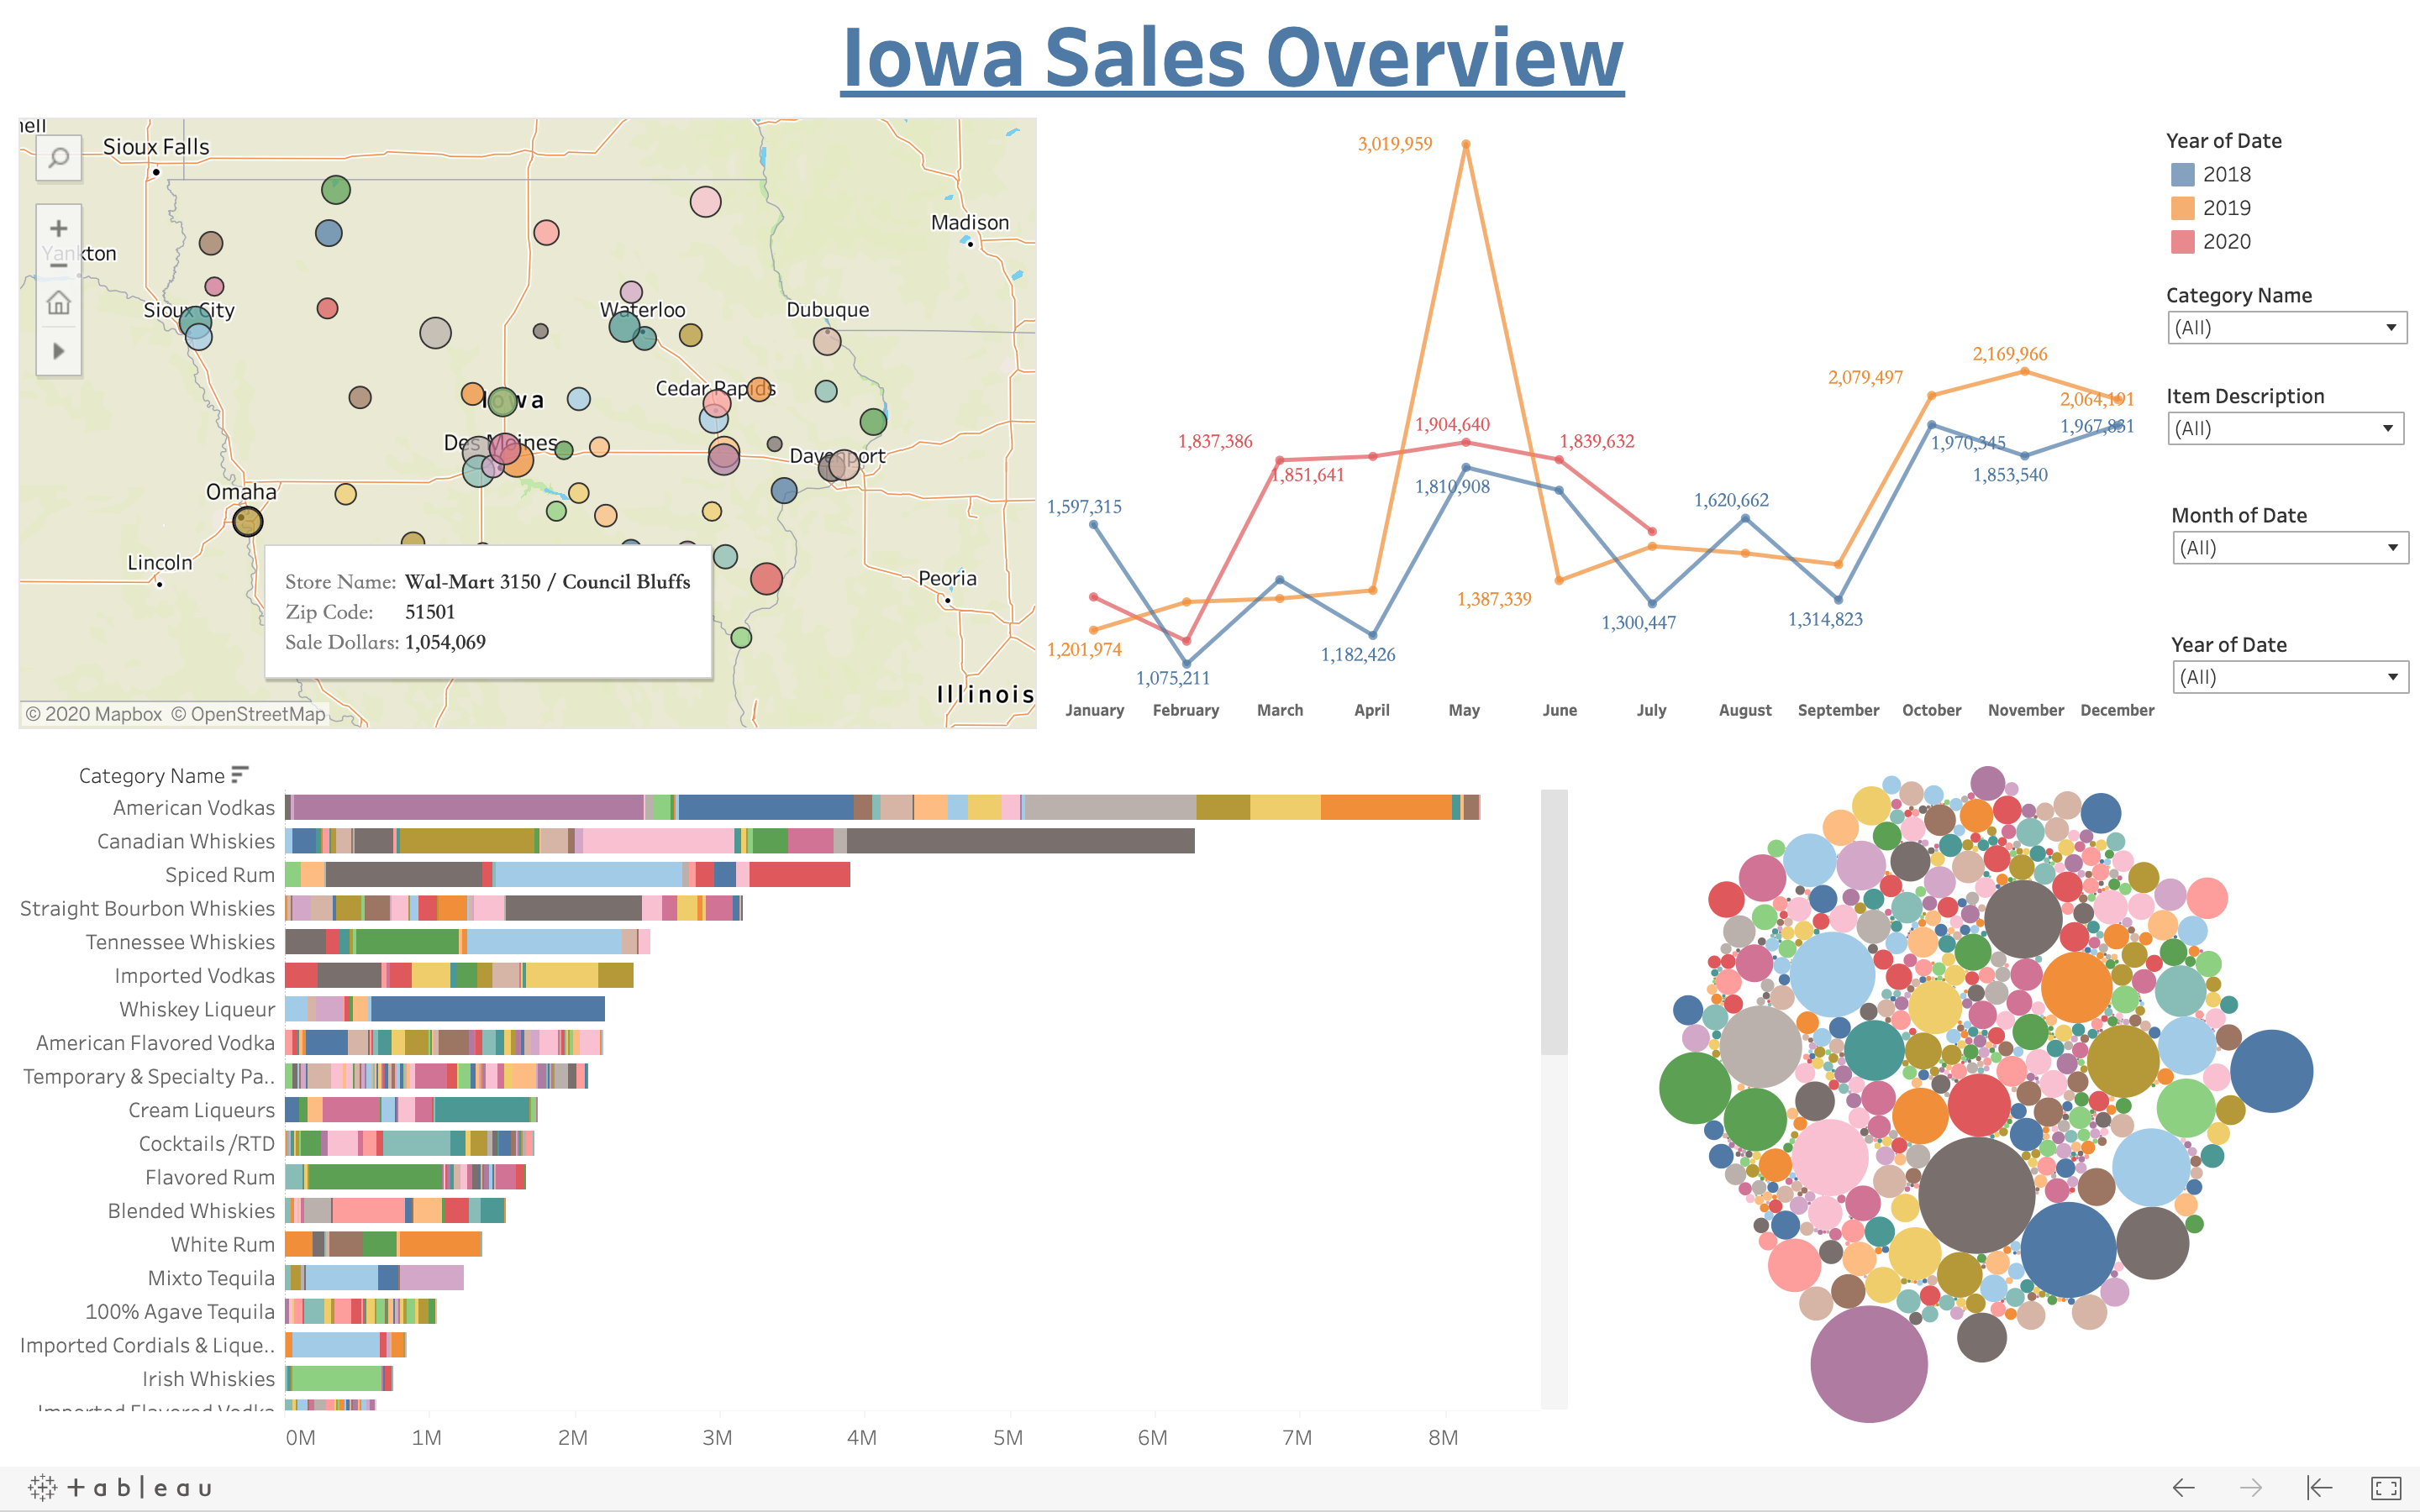 Iowa Sales Overview
nell
Sioux Falls
Yankton
Sioux City
Waterloo
Dubuque
Madison
Cedar Rapids
Iowa
Des Moines
Davenport
Omaha
Lincoln
Peoria
Illinois
Store Name: Wal-Mart 3150 / Council Bluffs
Zip Code: 51501
Sale Dollars: 1,054,069
© 2020 Mapbox © OpenStreetMap
3,019,959
2,169,966
2,079,497
2,064,191
1,904,640
1,837,386
1,839,632
1,967,831
1,970,345
1,851,641
1,853,540
1,810,908
1,597,315
1,620,662
1,387,339
1,300,447
1,314,823
1,201,974
1,182,426
1,075,211
January February March April May June July August September October November December
Year of Date
2018
2019
2020
Category Name
(All)
Item Description
(All)
Month of Date
(All)
Year of Date
(All)
Category Name
American Vodkas
Canadian Whiskies
Spiced Rum
Straight Bourbon Whiskies
Tennessee Whiskies
Imported Vodkas
Whiskey Liqueur
American Flavored Vodka
Temporary & Specialty Pa..
Cream Liqueurs
Cocktails /RTD
Flavored Rum
Blended Whiskies
White Rum
Mixto Tequila
100% Agave Tequila
Imported Cordials & Lique..
Irish Whiskies
Imported Flavored Vodka
0M 1M 2M 3M 4M 5M 6M 7M 8M
+ableau